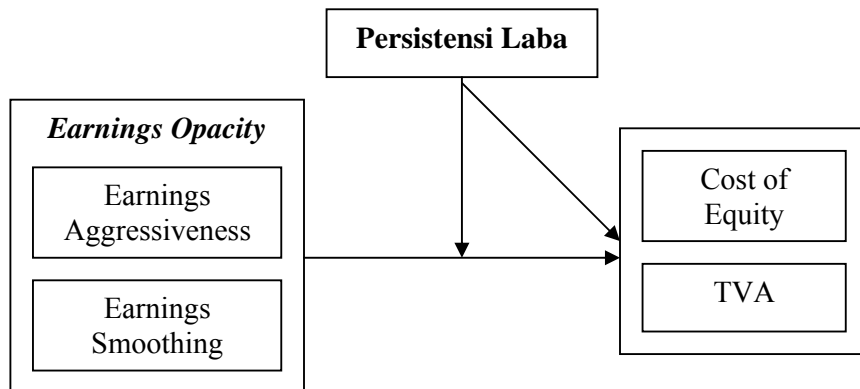 Persistensi Laba
Earnings Opacity
Earnings
Aggressiveness
Earnings
Smoothing
Cost of
Equity
TVA